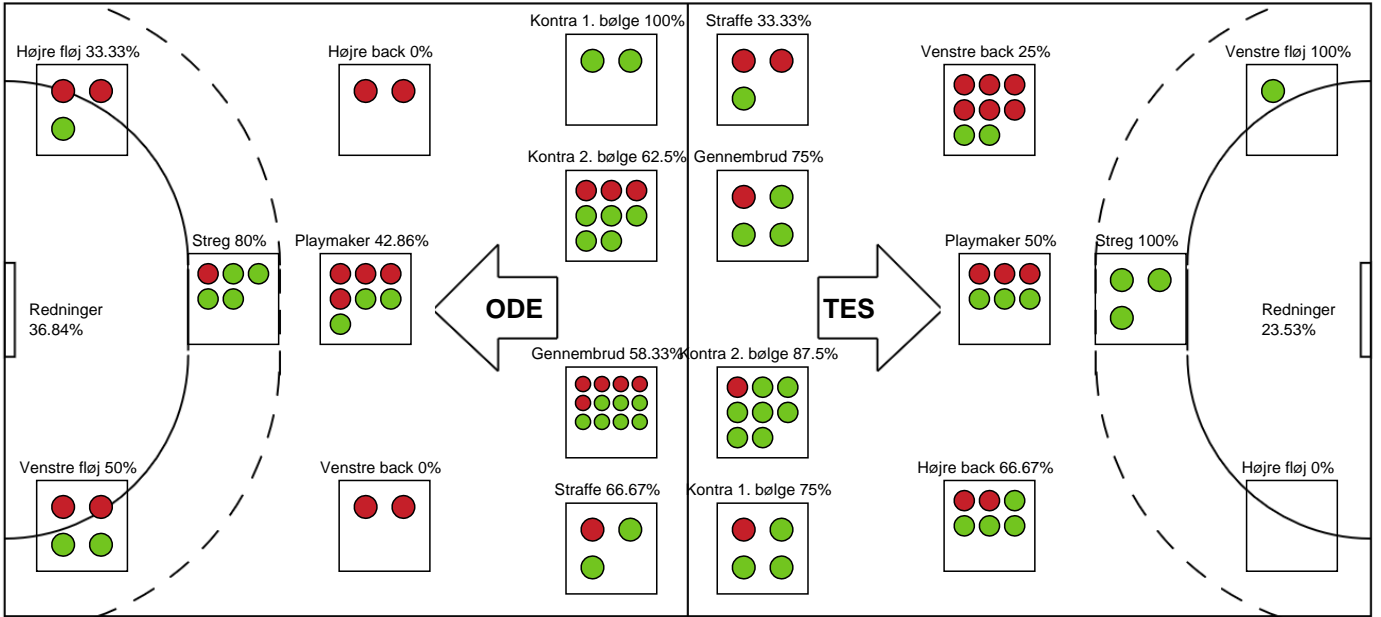 Kontra 1. bølge 100%
Straffe 33.33%
Højre fløj 33.33%
Højre back 0%
Venstre back 25%
Venstre fløj 100%
Kontra 2. bølge 62.5%
Gennembrud 75%
Streg 80%
Playmaker 42.86%
Playmaker 50%
Streg 100%
Redninger
36.84%
ODE
TES
Redninger
23.53%
Gennembrud 58.33%
Kontra 2. bølge 87.5%
Venstre fløj 50%
Venstre back 0%
Højre back 66.67%
Højre fløj 0%
Straffe 66.67%
Kontra 1. bølge 75%